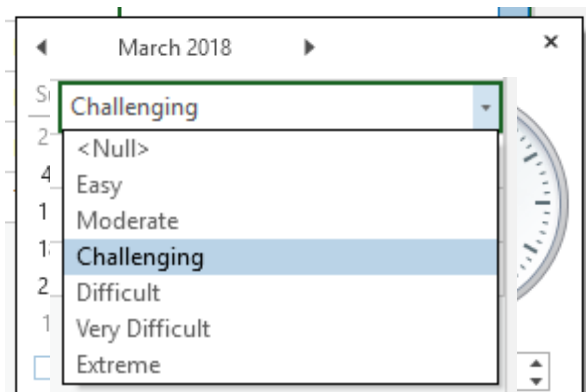 March 2018
Challenging
<Null>
Easy
Moderate
Challenging
Difficult
Very Difficult
Extreme